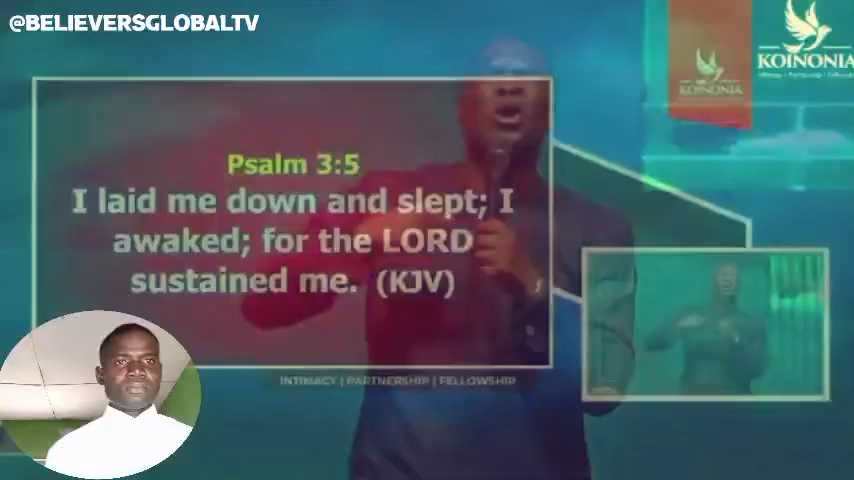 @BELIEVERSGLOBALTV
KOINONIA
KOINONIA
Psalm 3:5
I laid me down and slept; I
awaked; for the LORD
sustained me. (KJV)
INTIMACY | PARTNERSHIP | FELLOWSHIP